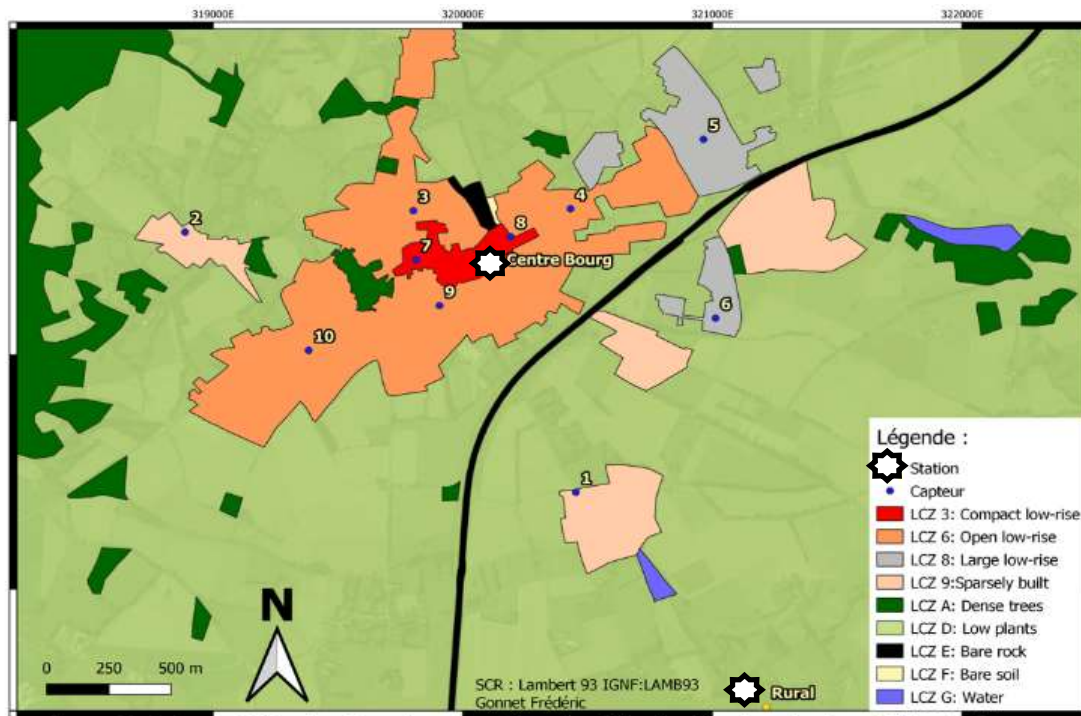 319000E 320000E 321000E 322000E
5
2
3
4
8
7
Centre Bourg
9
6
10
1
N
0 250 500 m
SCR : Lambert 93 IGNF:LAMB93
Gonnet Frédéric
Rural
Légende :
Station
Capteur
LCZ 3: Compact low-rise
LCZ 6: Open low-rise
LCZ 8: Large low-rise
LCZ 9:Sparsely built
LCZ A: Dense trees
LCZ D: Low plants
LCZ E: Bare rock
LCZ F: Bare soil
LCZ G: Water